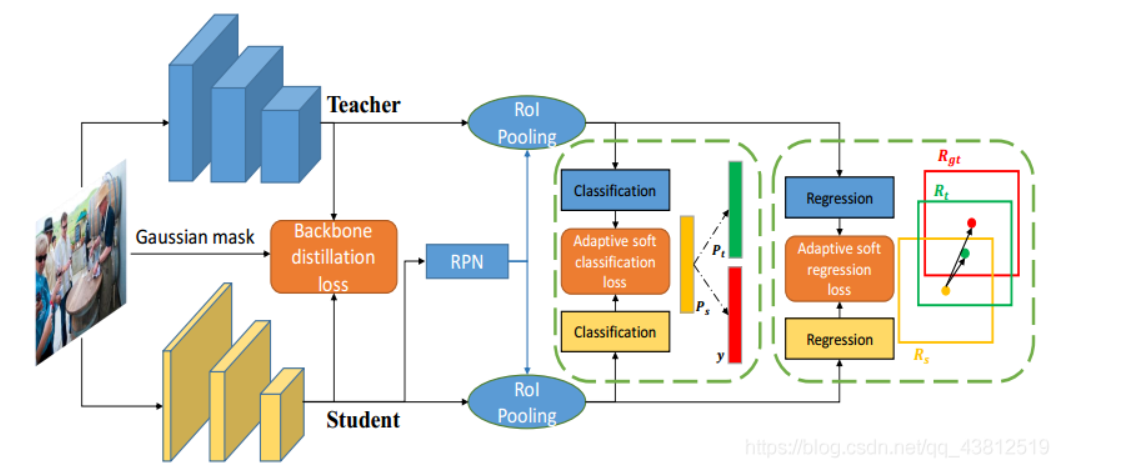 Teacher
RoI
Pooling
Gaussian mask
Backbone
distillation
loss
RPN
Student
RoI
Pooling
Classification
Adaptive soft
classification
loss
Classification
P_t
P_s
y
Regression
Adaptive soft
regression
loss
Regression
R_gt
R_t
R_s
https://blog.csdn.net/qq_43812519